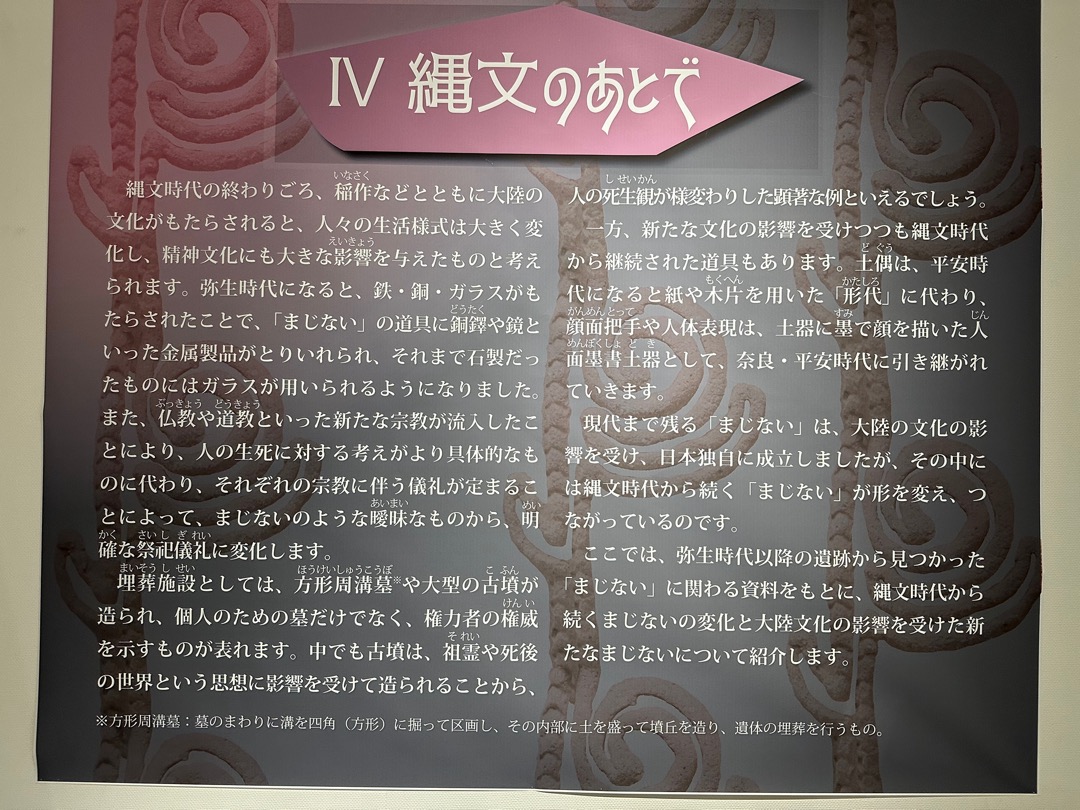 IV 縄文のあとで
縄文時代の終わりごろ、稲作などとともに大陸の
文化がもたらされると、人々の生活様式は大きく変
化し、精神文化にも大きな影響を与えたものと考え
られます。弥生時代になると、鉄・銅・ガラスがも
たらされたことで、「まじない」の道具に銅鐸や鏡と
いった金属製品がとりいれられ、それまで石製だっ
たものにはガラスが用いられるようになりました。
また、仏教や道教といった新たな宗教が流入したこ
とにより、人の生死に対する考えがより具体的なも
のに代わり、それぞれの宗教に伴う儀礼が定まるこ
とによって、まじないのような曖昧なものから、明
確な祭祀儀礼に変化します。
埋葬施設としては、方形周溝墓※や大型の古墳が
造られ、個人のための墓だけでなく、権力者の権威
を示すものが表れます。中でも古墳は、祖霊や死後
の世界という思想に影響を受けて造られることから、
人の死生観が様変わりした顕著な例といえるでしょう。
一方、新たな文化の影響を受けつつも縄文時代
から継続された道具もあります。土偶は、平安時
代になると紙や木片を用いた「形代」に代わり、
顔面把手や人体表現は、土器に墨で顔を描いた人
面墨書土器として、奈良・平安時代に引き継がれ
ていきます。
現代まで残る「まじない」は、大陸の文化の影
響を受け、日本独自に成立しましたが、その中に
は縄文時代から続く「まじない」が形を変え、つ
ながっているのです。
ここでは、弥生時代以降の遺跡から見つかった
「まじない」に関わる資料をもとに、縄文時代から
続くまじないの変化と大陸文化の影響を受けた新
たなまじないについて紹介します。
※方形周溝墓：墓のまわりに溝を四角（方形）に掘って区画し、その内部に土を盛って墳丘を造り、遺体の埋葬を行うもの。